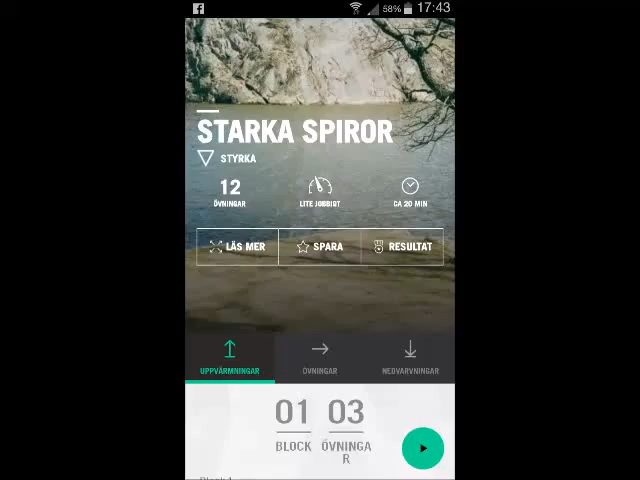 58% 17:43
STARKA SPIROR
STYRKA
12
ÖVNINGAR LITE JOBBIGT CA 20 MIN
LÄS MER SPARA RESULTAT
UPPVÄRMNINGAR ÖVNINGAR NEDVARVNINGAR
01 03
BLOCK ÖVNINGA
R